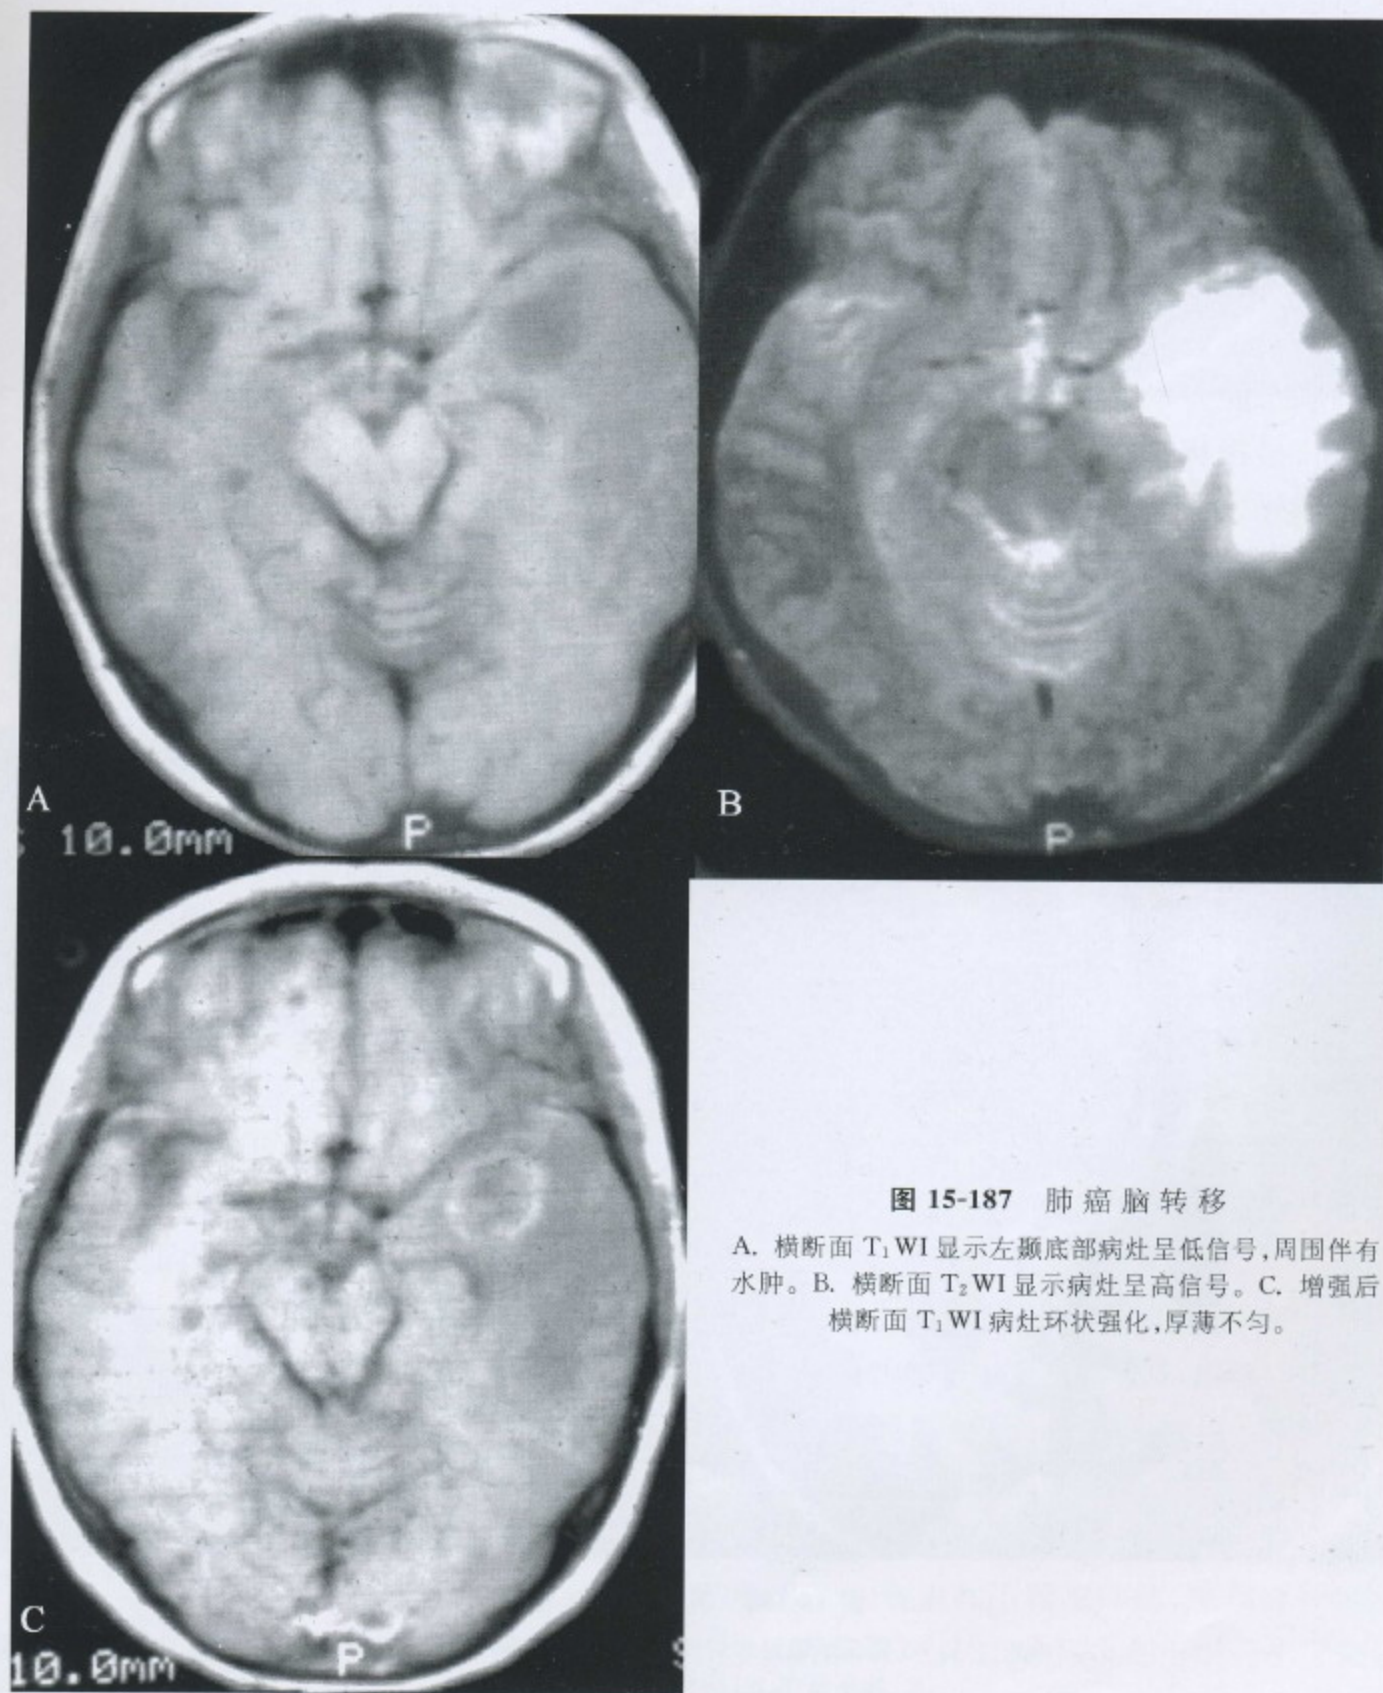 A
S 10.0mm
P
B
P
C
10.0mm
P
S
图 15-187 肺癌脑转移
A. 横断面 T₁WI 显示左颞底部病灶呈低信号,周围伴有
水肿。B. 横断面 T₂WI 显示病灶呈高信号。C. 增强后
横断面 T₁WI 病灶环状强化,厚薄不匀。